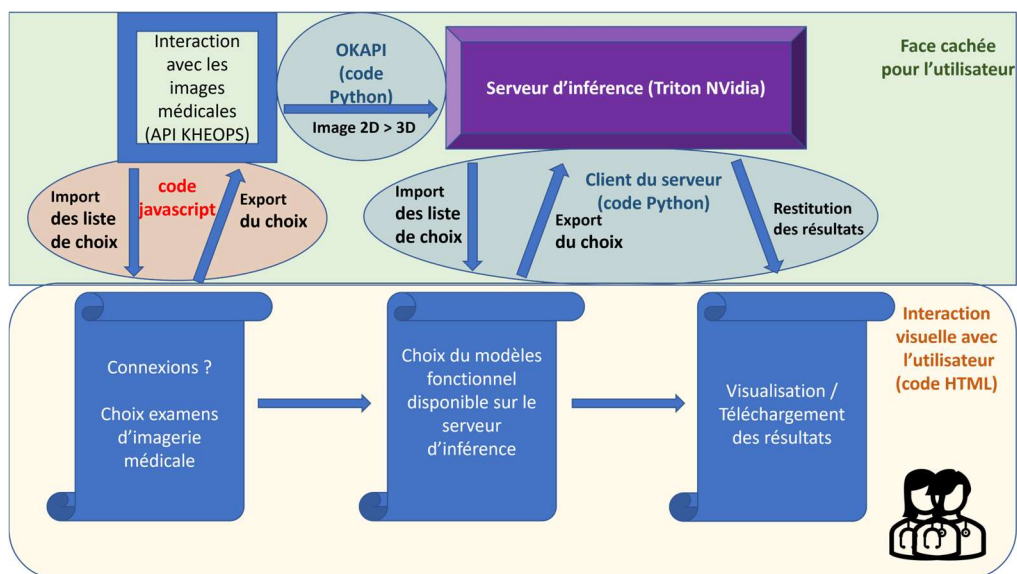 Interaction
avec les
images
médicales
(API KHEOPS)
OKAPI
(code
Python)
Image 2D > 3D
Serveur d’inférence (Triton NVidia)
Face cachée
pour l’utilisateur
Import
des liste
de choix
code
javascript
Export
du choix
Import
des liste
de choix
Export
du choix
Client du serveur
(code Python)
Restitution
des résultats
Connexions ?
Choix examens
d’imagerie
médicale
Choix du modèles
fonctionnel
disponible sur le
serveur
d’inférence
Visualisation /
Téléchargement
des résultats
Interaction
visuelle avec
l’utilisateur
(code HTML)